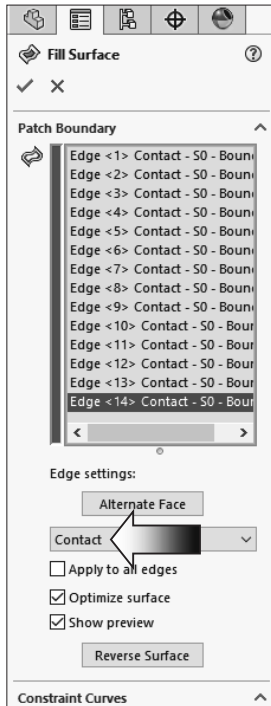 Fill Surface
Patch Boundary
Edge <1> Contact - S0 - Boun
Edge <2> Contact - S0 - Boun
Edge <3> Contact - S0 - Boun
Edge <4> Contact - S0 - Boun
Edge <5> Contact - S0 - Boun
Edge <6> Contact - S0 - Boun
Edge <7> Contact - S0 - Boun
Edge <8> Contact - S0 - Boun
Edge <9> Contact - S0 - Boun
Edge <10> Contact - S0 - Bour
Edge <11> Contact - S0 - Bour
Edge <12> Contact - S0 - Bour
Edge <13> Contact - S0 - Bour
Edge <14> Contact - S0 - Bour
Edge settings:
Alternate Face
Contact
Apply to all edges
Optimize surface
Show preview
Reverse Surface
Constraint Curves